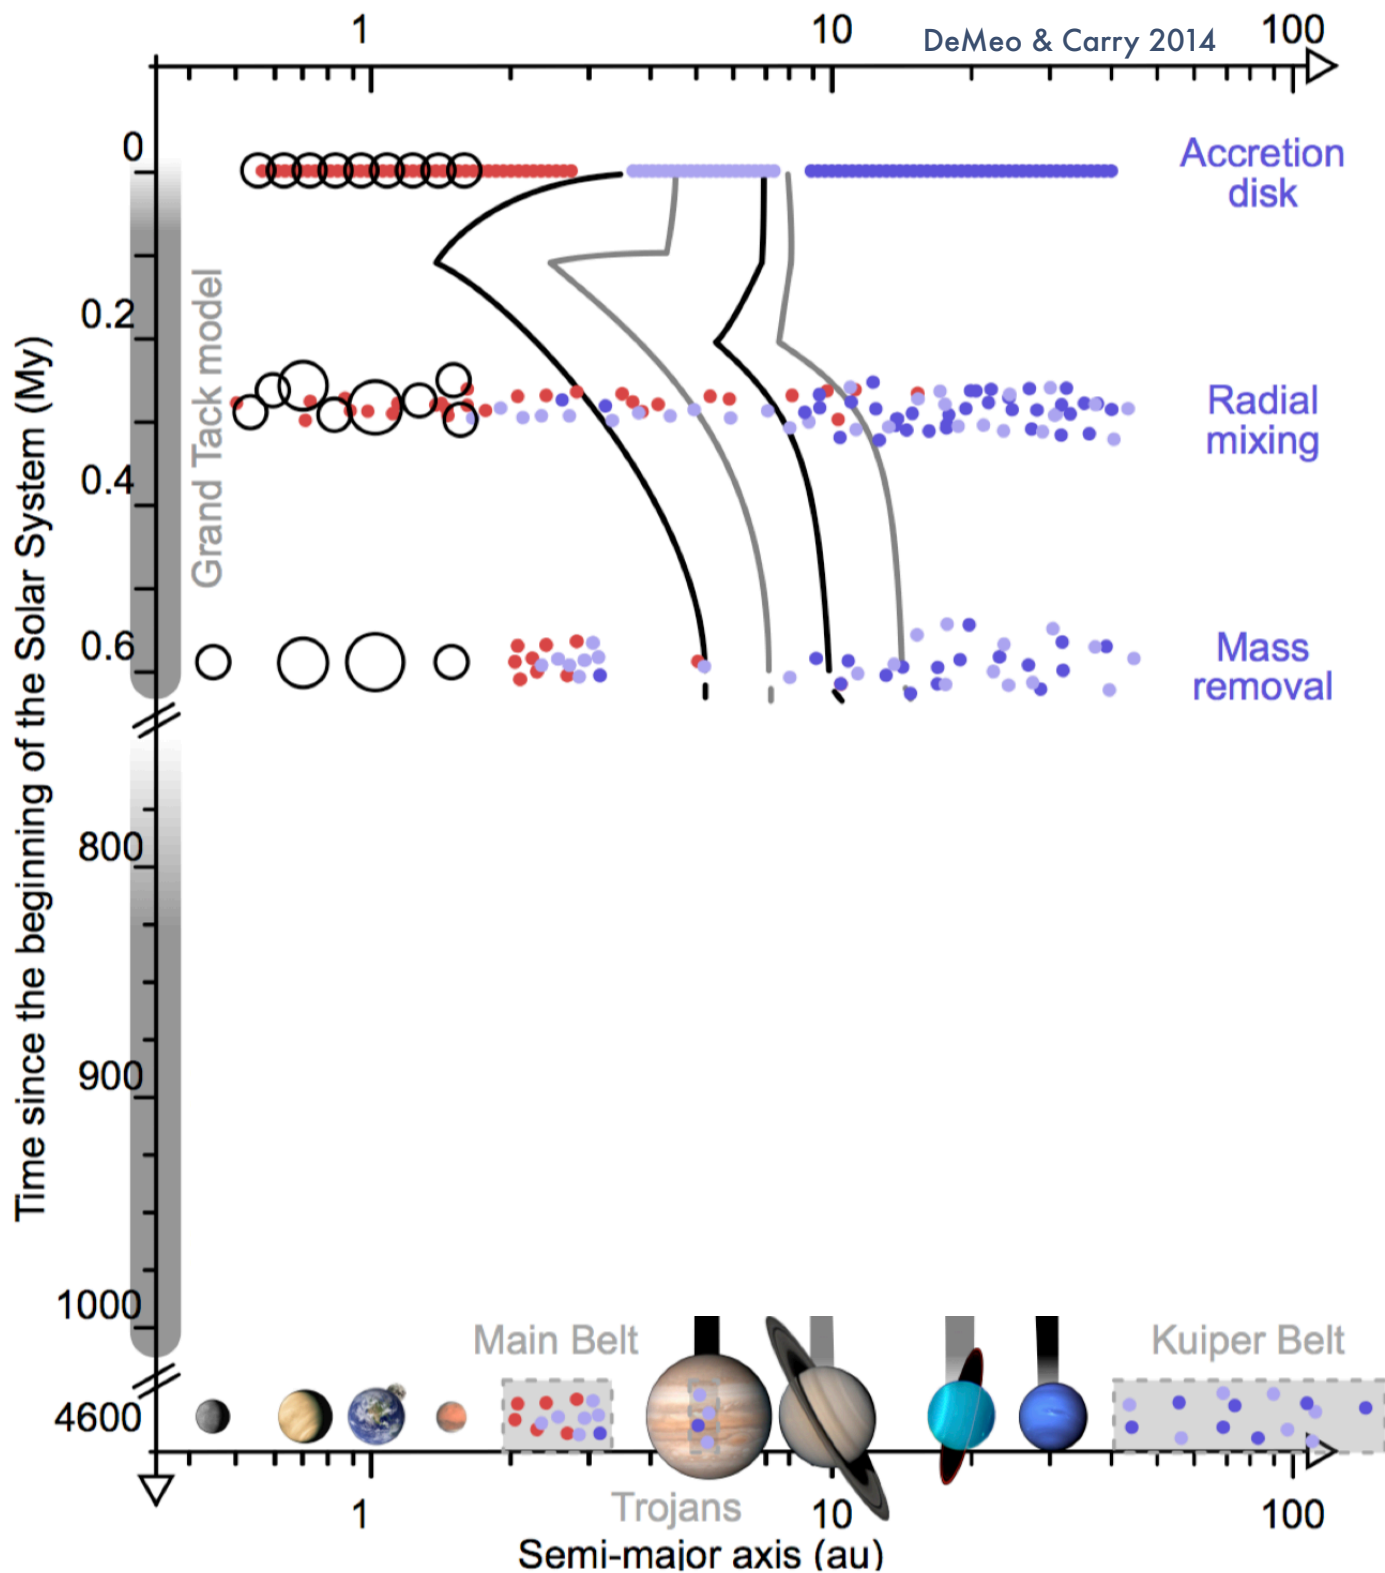 1 10 100
DeMeo & Carry 2014
0
Accretion
disk
0.2
Grand Tack model
Radial
mixing
0.4
0.6
Mass
removal
Time since the beginning of the Solar System (My)
800
900
1000
Main Belt
Kuiper Belt
4600
Trojans
1 10 100
Semi-major axis (au)